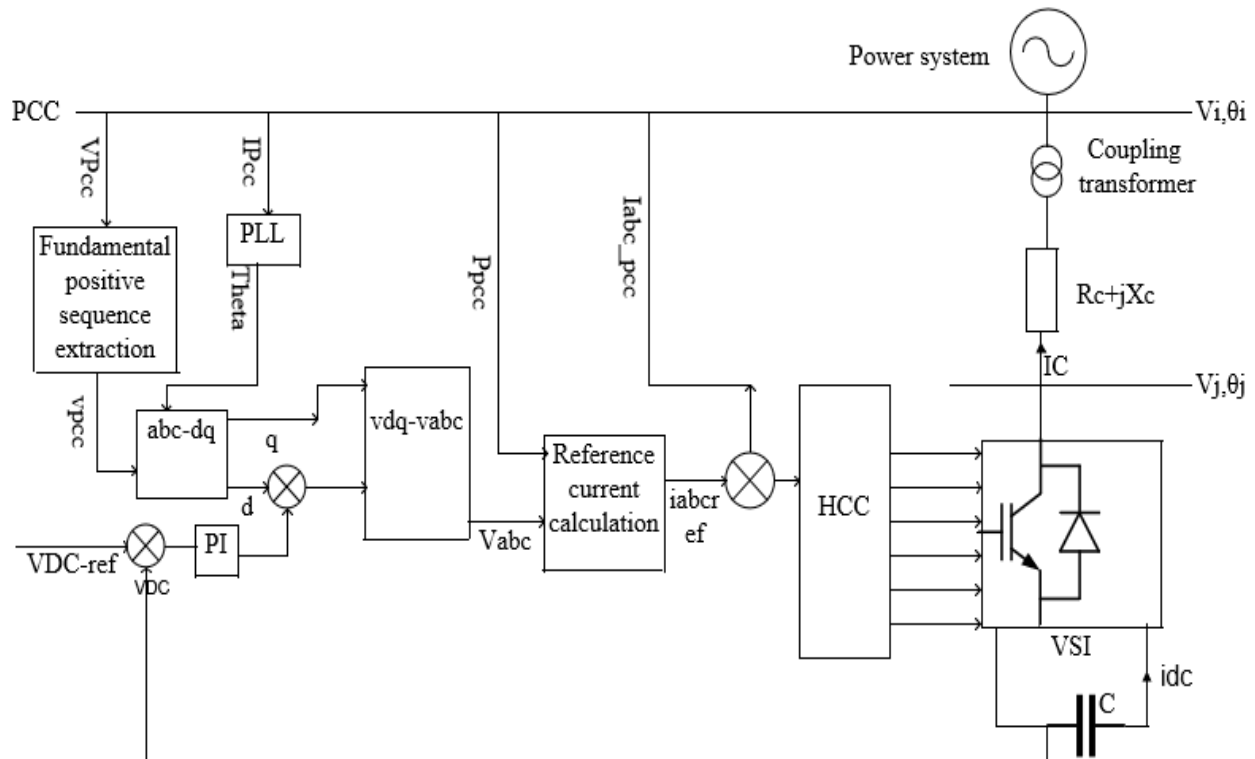 Power system
PCC
Vi,θi
VPcc
IPcc
Ppcc
Iabc_pcc
Coupling
transformer
Fundamental
positive
sequence
extraction
PLL
Theta
Rc+jXc
IC
Vj,θj
vpcc
abc-dq
q
d
vdq-vabc
Reference
current
calculation
iabcr
ef
HCC
VDC-ref
VDC
PI
Vabc
VSI
idc
C